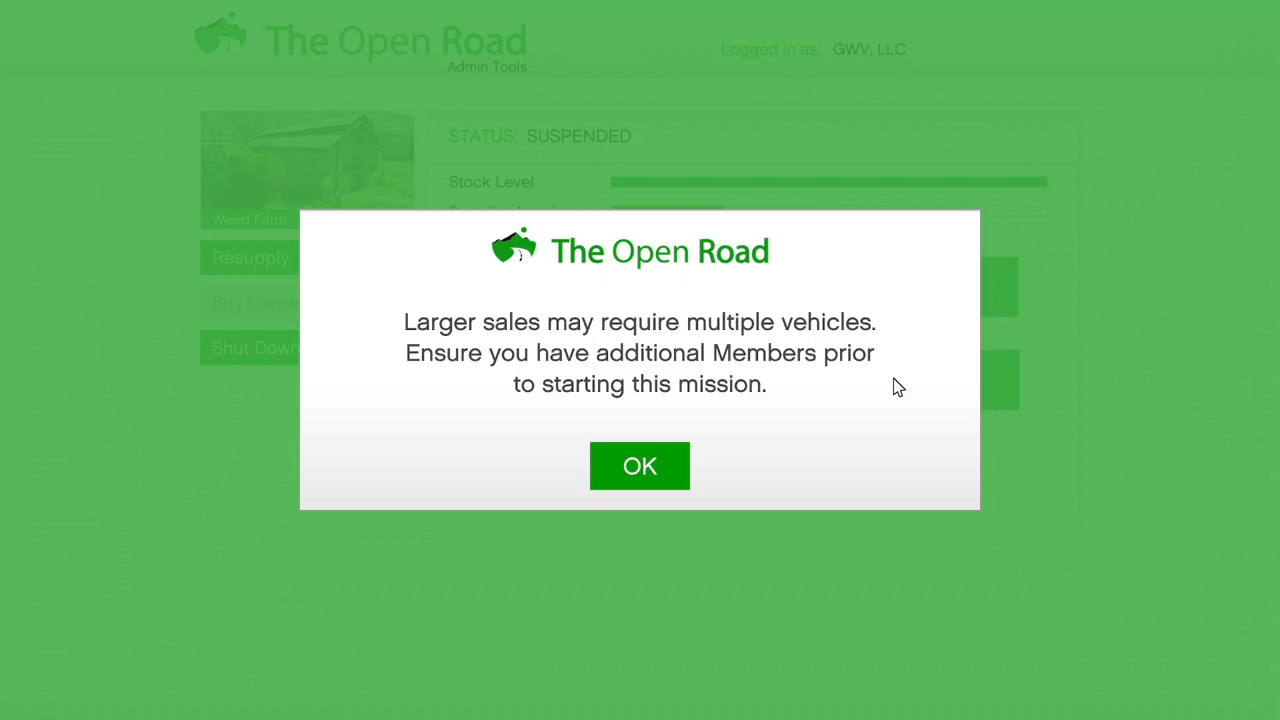 The Open Road
Admin Tools
Logged in as: GWV, LLC
STATUS: SUSPENDED
Stock Level
Weed Farm
Resupply
Buy
Shut Down
The Open Road
Larger sales may require multiple vehicles.
Ensure you have additional Members prior
to starting this mission.
OK